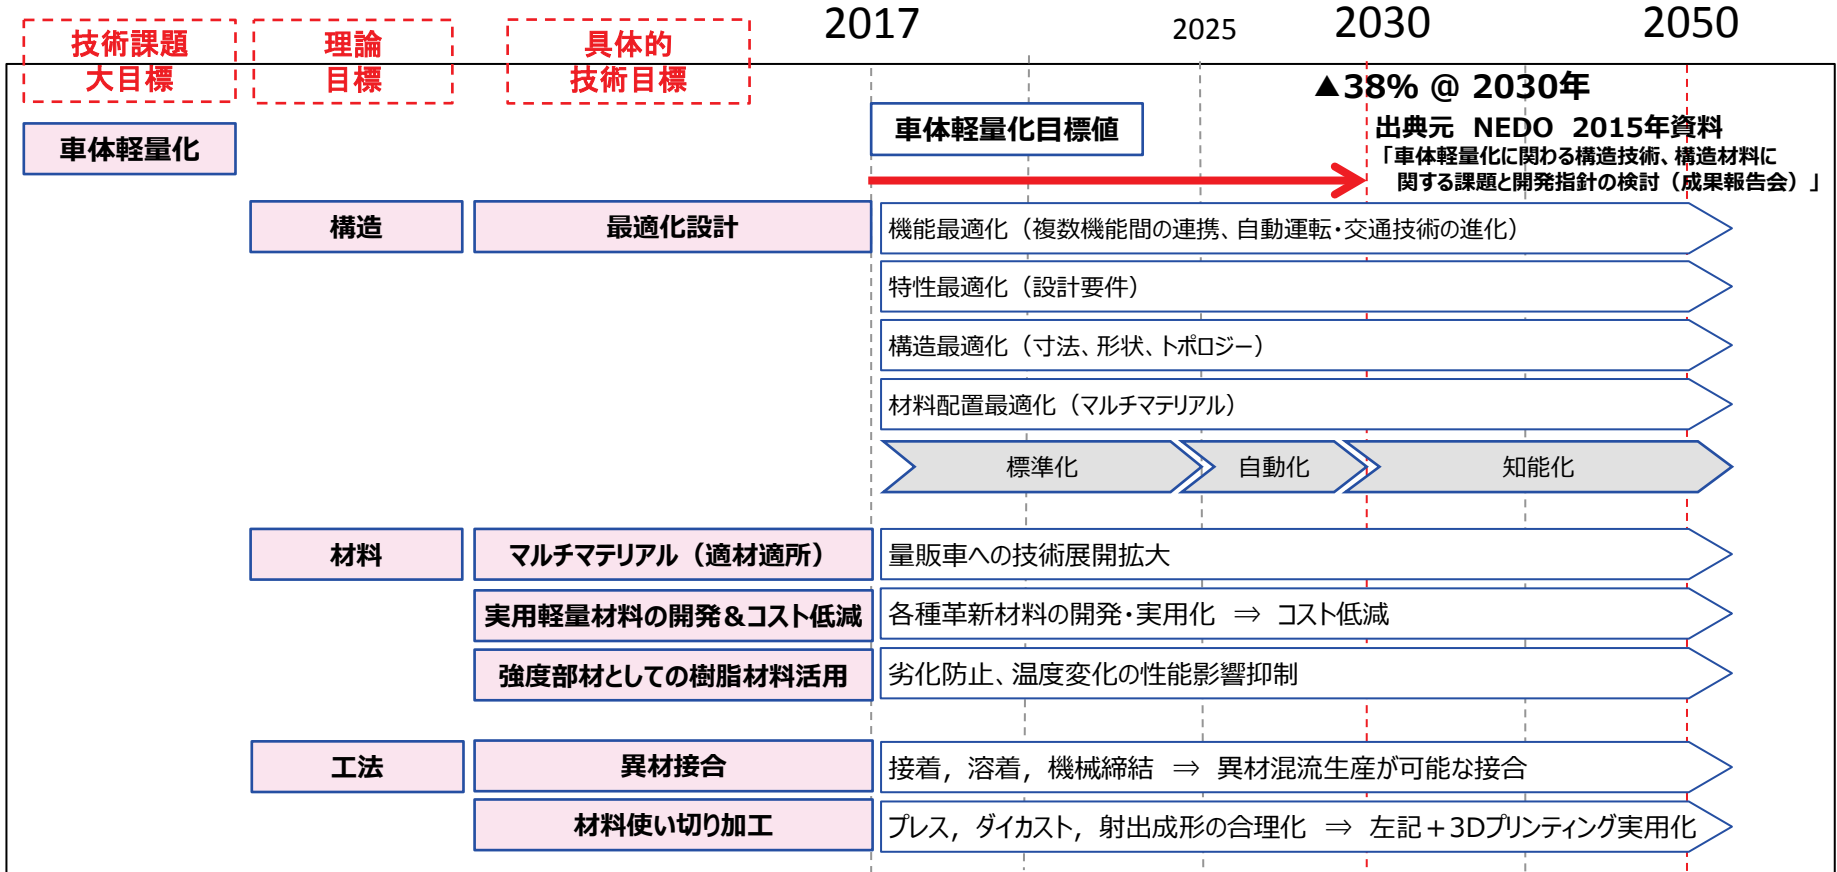 技術課題
大目標
理論
目標
具体的
技術目標
2017
2025
2030
2050
▲38% @ 2030年
車体軽量化
車体軽量化目標値
出典元 NEDO 2015年資料
「車体軽量化に関わる構造技術、構造材料に
関する課題と開発指針の検討（成果報告会）」
構造
最適化設計
機能最適化（複数機能間の連携、自動運転・交通技術の進化）
特性最適化（設計要件）
構造最適化（寸法、形状、トポロジー）
材料配置最適化（マルチマテリアル）
標準化
自動化
知能化
材料
マルチマテリアル（適材適所）
量販車への技術展開拡大
実用軽量材料の開発&コスト低減
各種革新材料の開発・実用化 ⇒ コスト低減
強度部材としての樹脂材料活用
劣化防止、温度変化の性能影響抑制
工法
異材接合
接着，溶着，機械締結 ⇒ 異材混流生産が可能な接合
材料使い切り加工
プレス，ダイカスト，射出成形の合理化 ⇒ 左記＋3Dプリンティング実用化